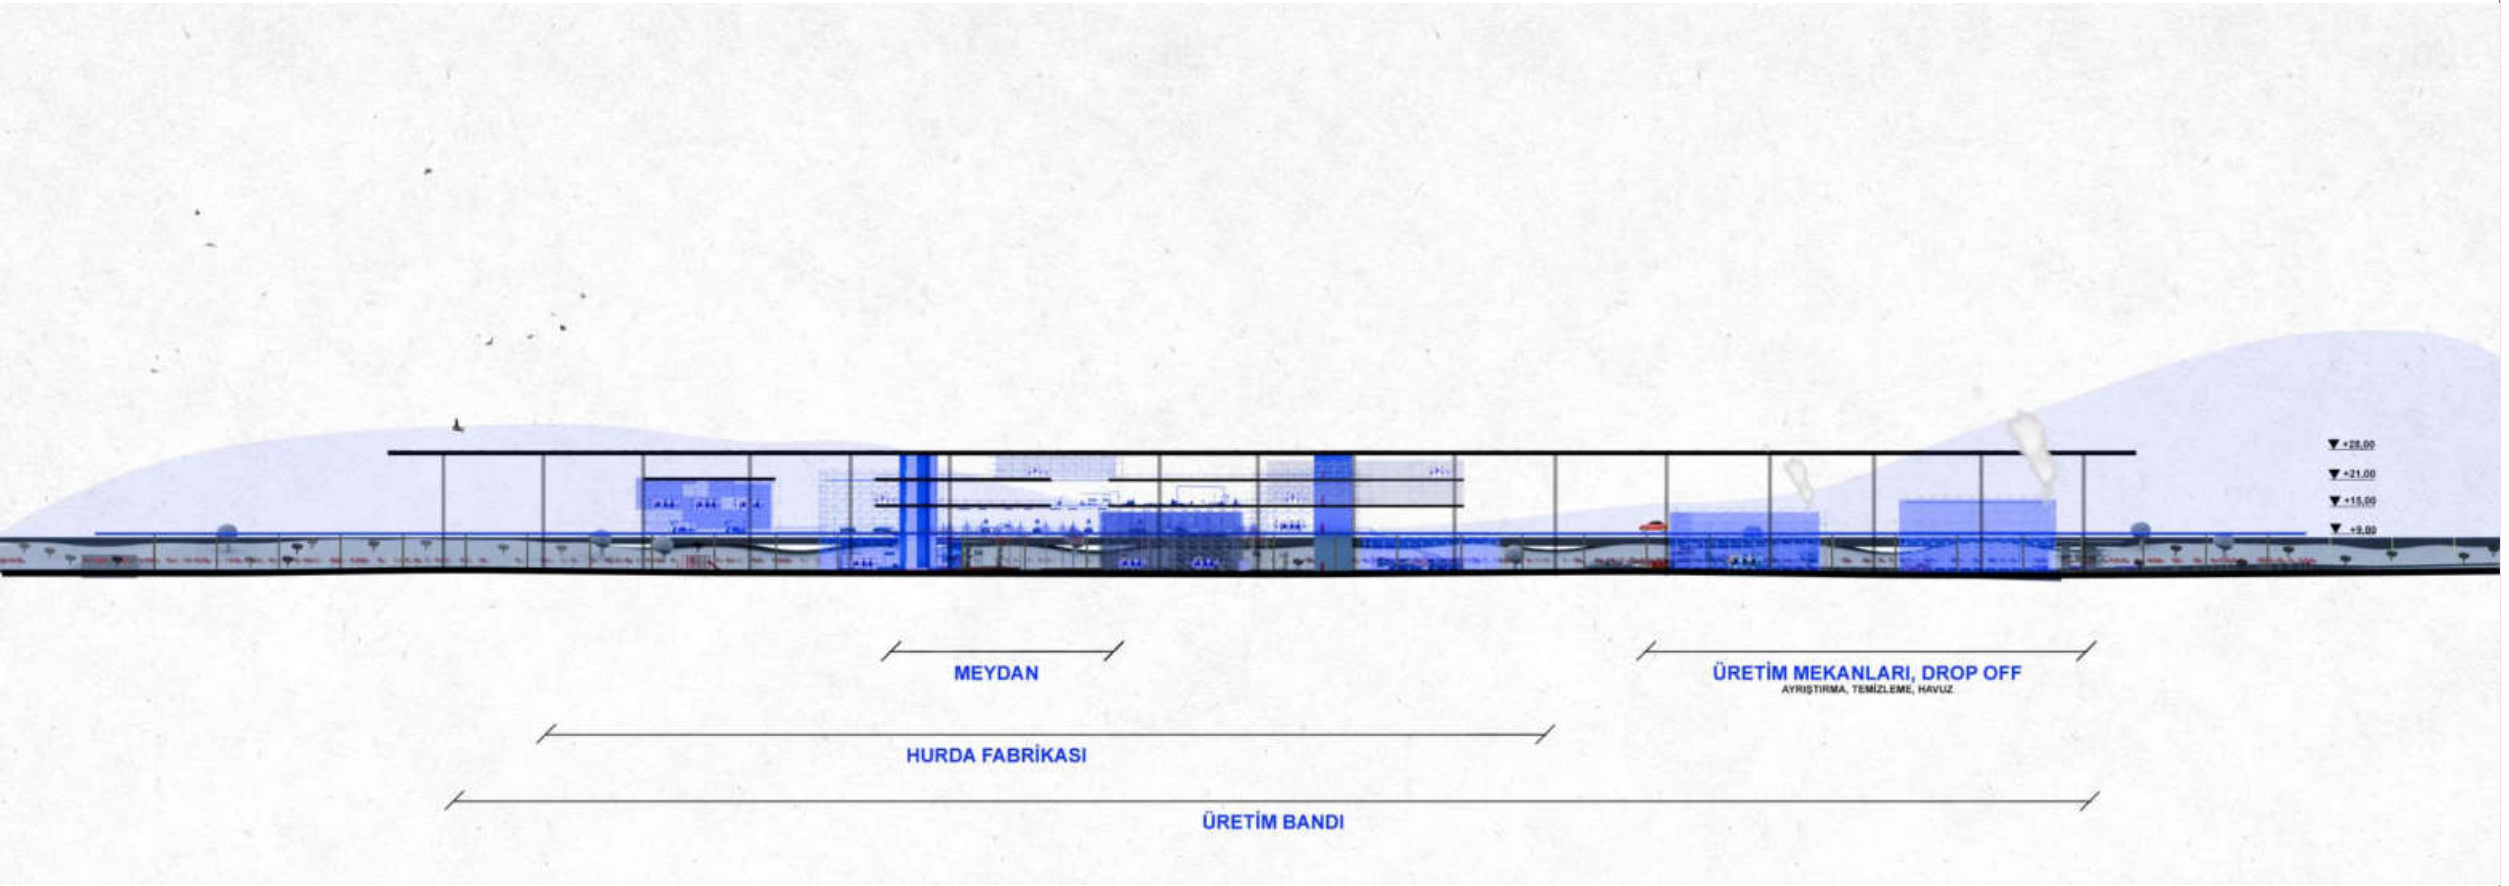 ▼ +28,00
▼ +21,00
▼ +15,00
▼ +9,00
MEYDAN
ÜRETİM MEKANLARI, DROP OFF
AYRIŞTIRMA, TEMİZLEME, HAVUZ
HURDA FABRİKASI
ÜRETİM BANDI